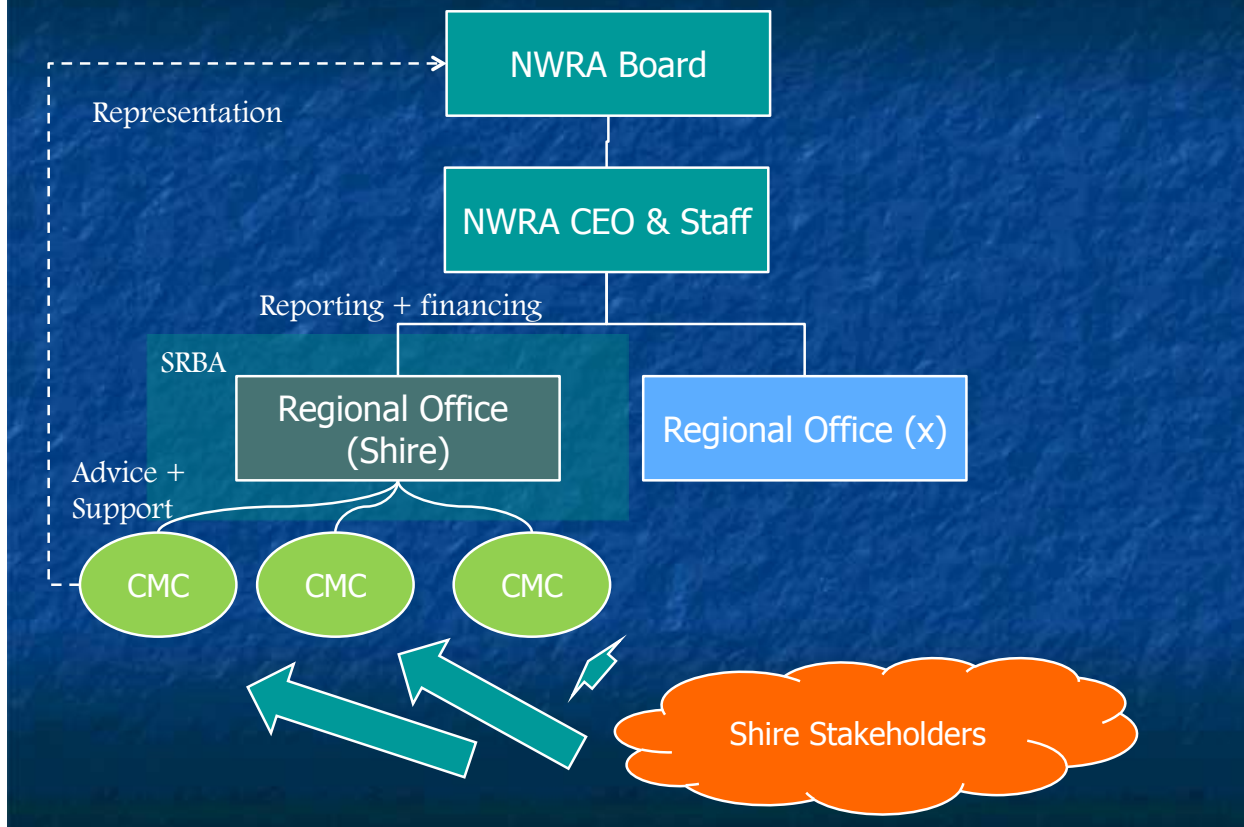 NWRA Board
Representation
NWRA CEO & Staff
Reporting + financing
SRBA
Regional Office
(Shire)
Regional Office (x)
Advice +
Support
CMC
CMC
CMC
Shire Stakeholders